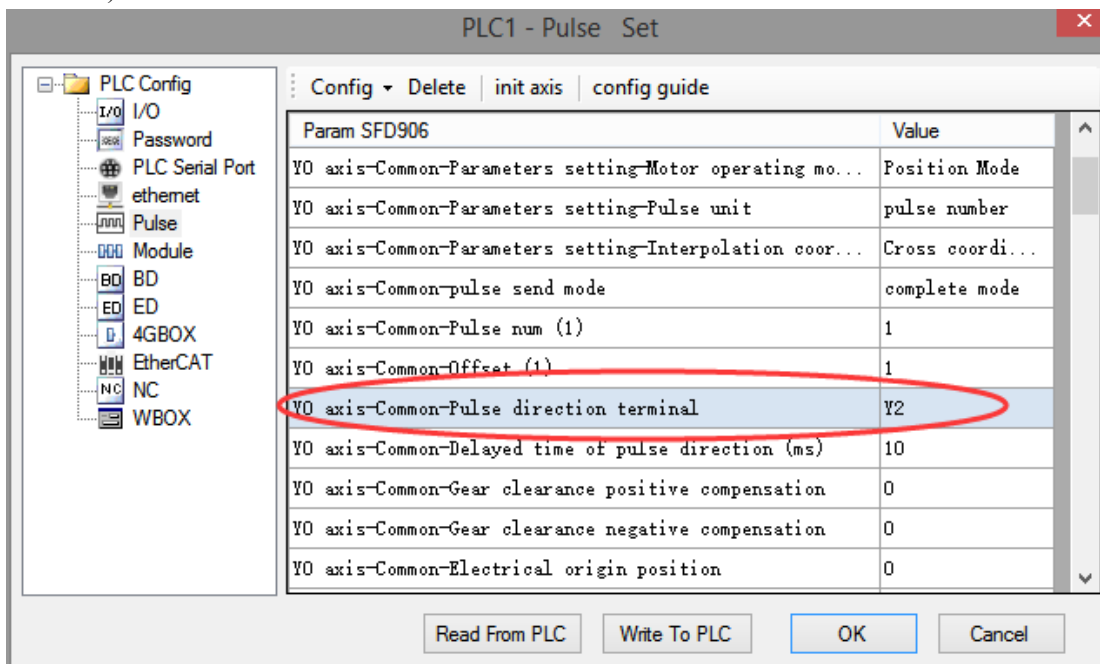 PLC1 - Pulse   Set
PLC Config
I/O I/O
Password
PLC Serial Port
ethernet
Pulse
Module
BD BD
ED ED
4GBOX
EtherCAT
NC NC
WBOX
Config Delete init axis config guide
Param SFD906 Value
Y0 axis-Common-Parameters setting-Motor operating mo... Position Mode
Y0 axis-Common-Parameters setting-Pulse unit pulse number
Y0 axis-Common-Parameters setting-Interpolation coor... Cross coordi...
Y0 axis-Common-pulse send mode complete mode
Y0 axis-Common-Pulse num (1) 1
Y0 axis-Common-Offset (1) 1
Y0 axis-Common-Pulse direction terminal Y2
Y0 axis-Common-Delayed time of pulse direction (ms) 10
Y0 axis-Common-Gear clearance positive compensation 0
Y0 axis-Common-Gear clearance negative compensation 0
Y0 axis-Common-Electrical origin position 0
Read From PLC Write To PLC OK Cancel